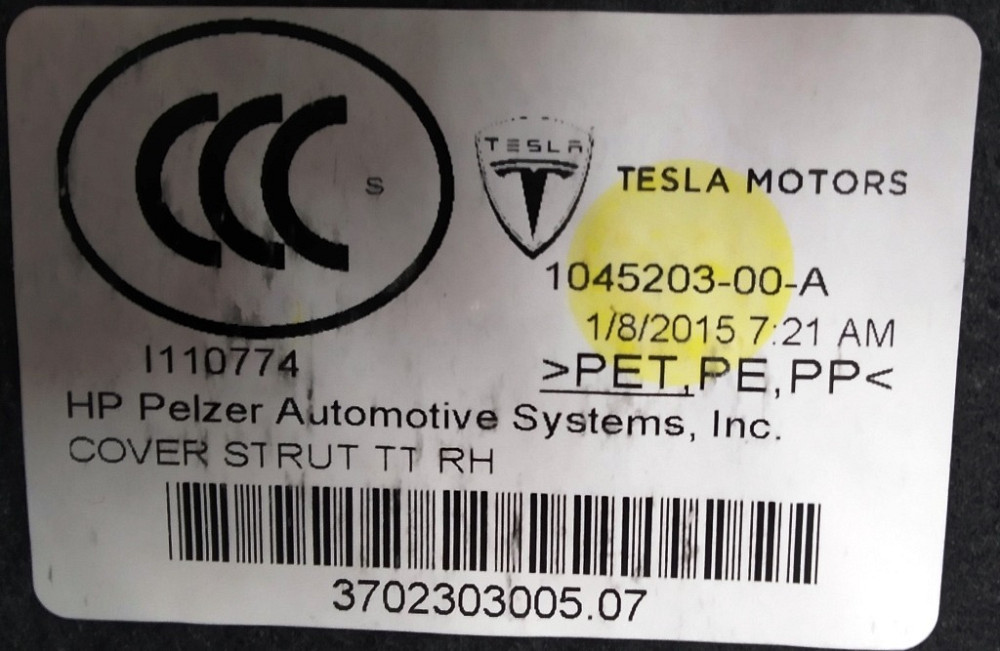 CCC S
TESLA
TESLA MOTORS
1045203-00-A
1/8/2015 7:21 AM
I110774
>PET,PE,PP<
HP Pelzer Automotive Systems, Inc.
COVER STRUT TT RH
3702303005.07